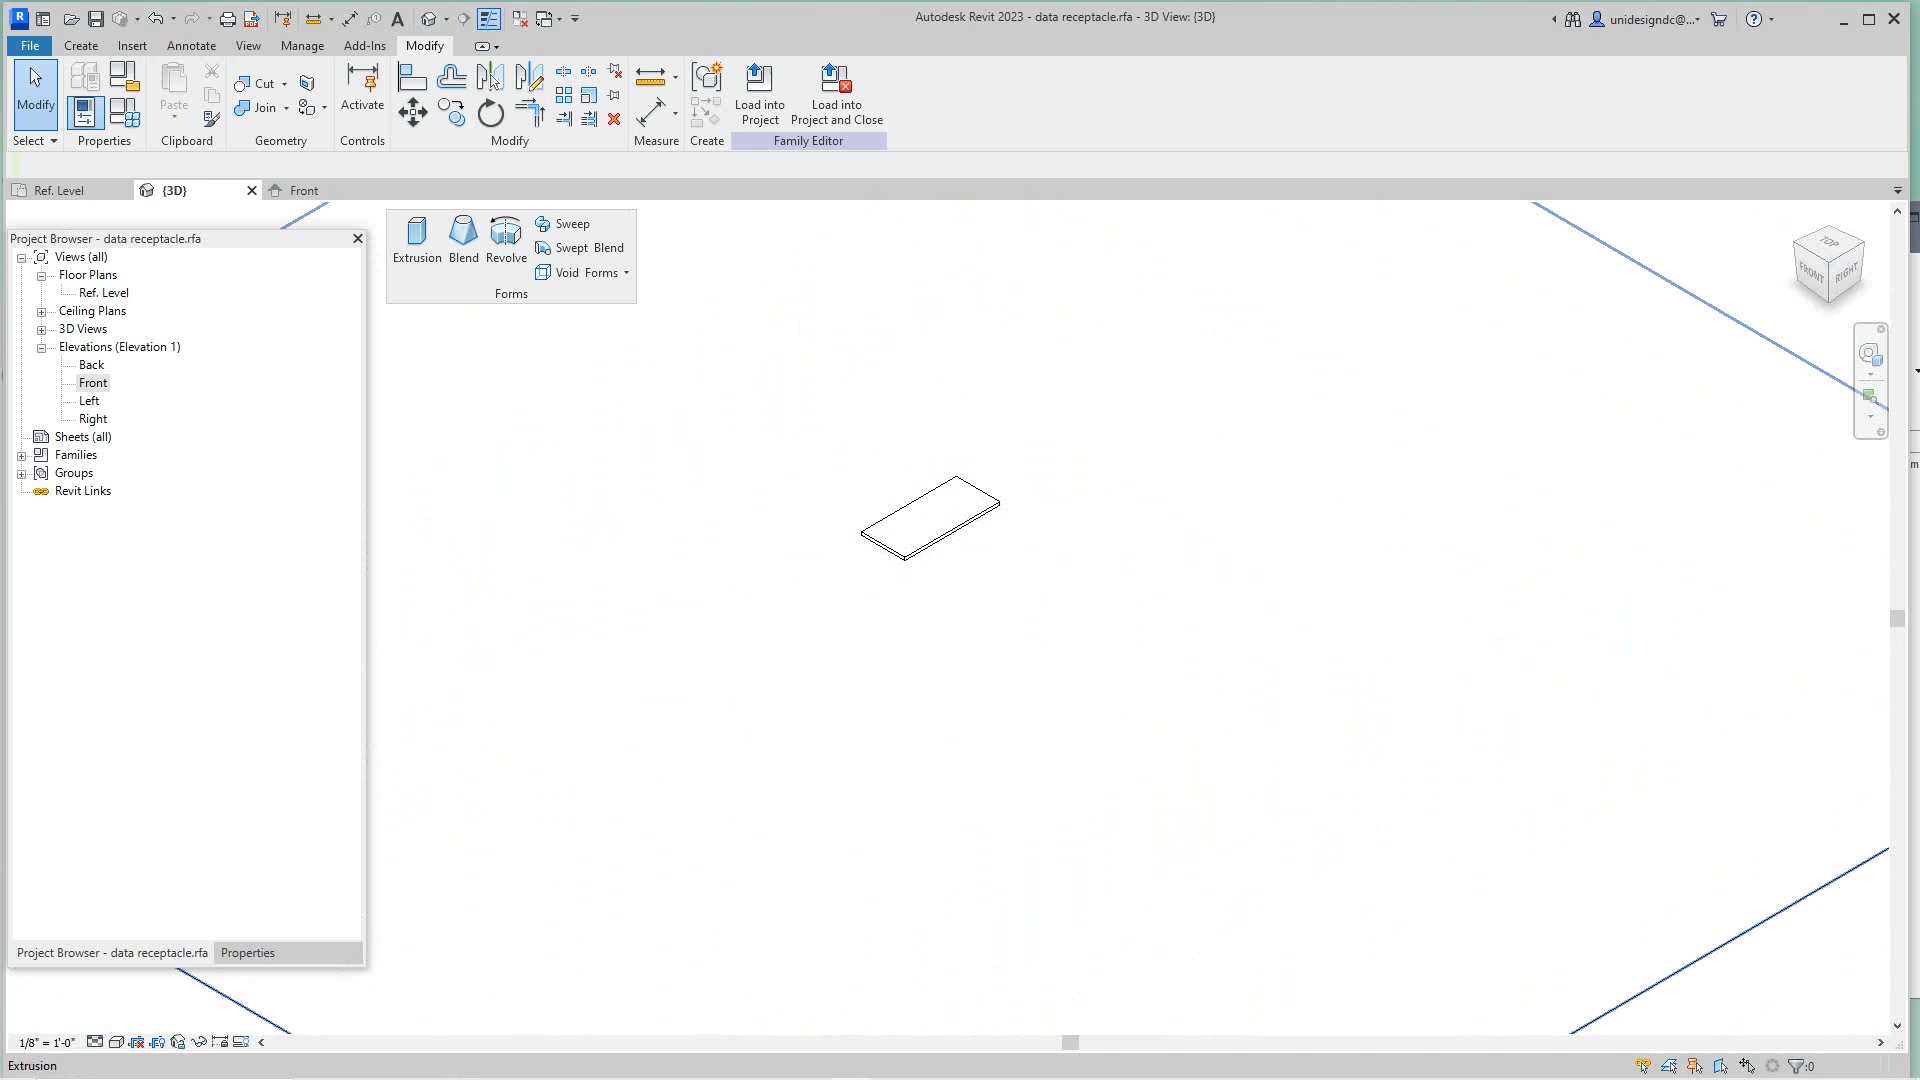 Autodesk Revit 2023 - data receptacle.rfa - 3D View: {3D}
unidesigndc@...
File Create Insert Annotate View Manage Add-Ins Modify
Modify
Paste
Cut
Join
Activate
Load into Project
Load into Project and Close
Select Properties Clipboard Geometry Controls Modify Measure Create Family Editor
Ref. Level {3D} Front
Project Browser - data receptacle.rfa
Views (all)
Floor Plans
Ref. Level
Ceiling Plans
3D Views
Elevations (Elevation 1)
Back
Front
Left
Right
Sheets (all)
Families
Groups
Revit Links
Project Browser - data receptacle.rfa Properties
Extrusion Blend Revolve
Sweep
Swept Blend
Void Forms
Forms
TOP
FRONT RIGHT
1/8" = 1'-0"
Extrusion
:0